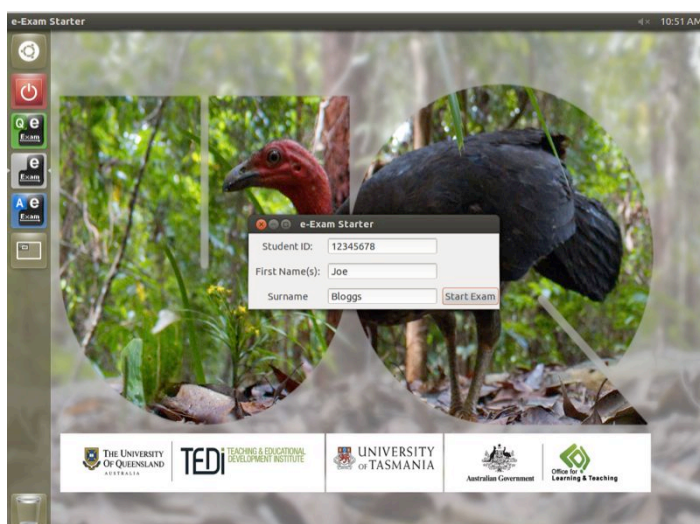 e-Exam Starter
10:51 AM
Q e
Exam
e
Exam
A e
Exam
e-Exam Starter
Student ID: 12345678
First Name(s): Joe
Surname Bloggs Start Exam
THE UNIVERSITY
OF QUEENSLAND
AUSTRALIA
TEDi TEACHING & EDUCATIONAL
DEVELOPMENT INSTITUTE
UNIVERSITY
OF TASMANIA
Australian Government
Office for
Learning & Teaching